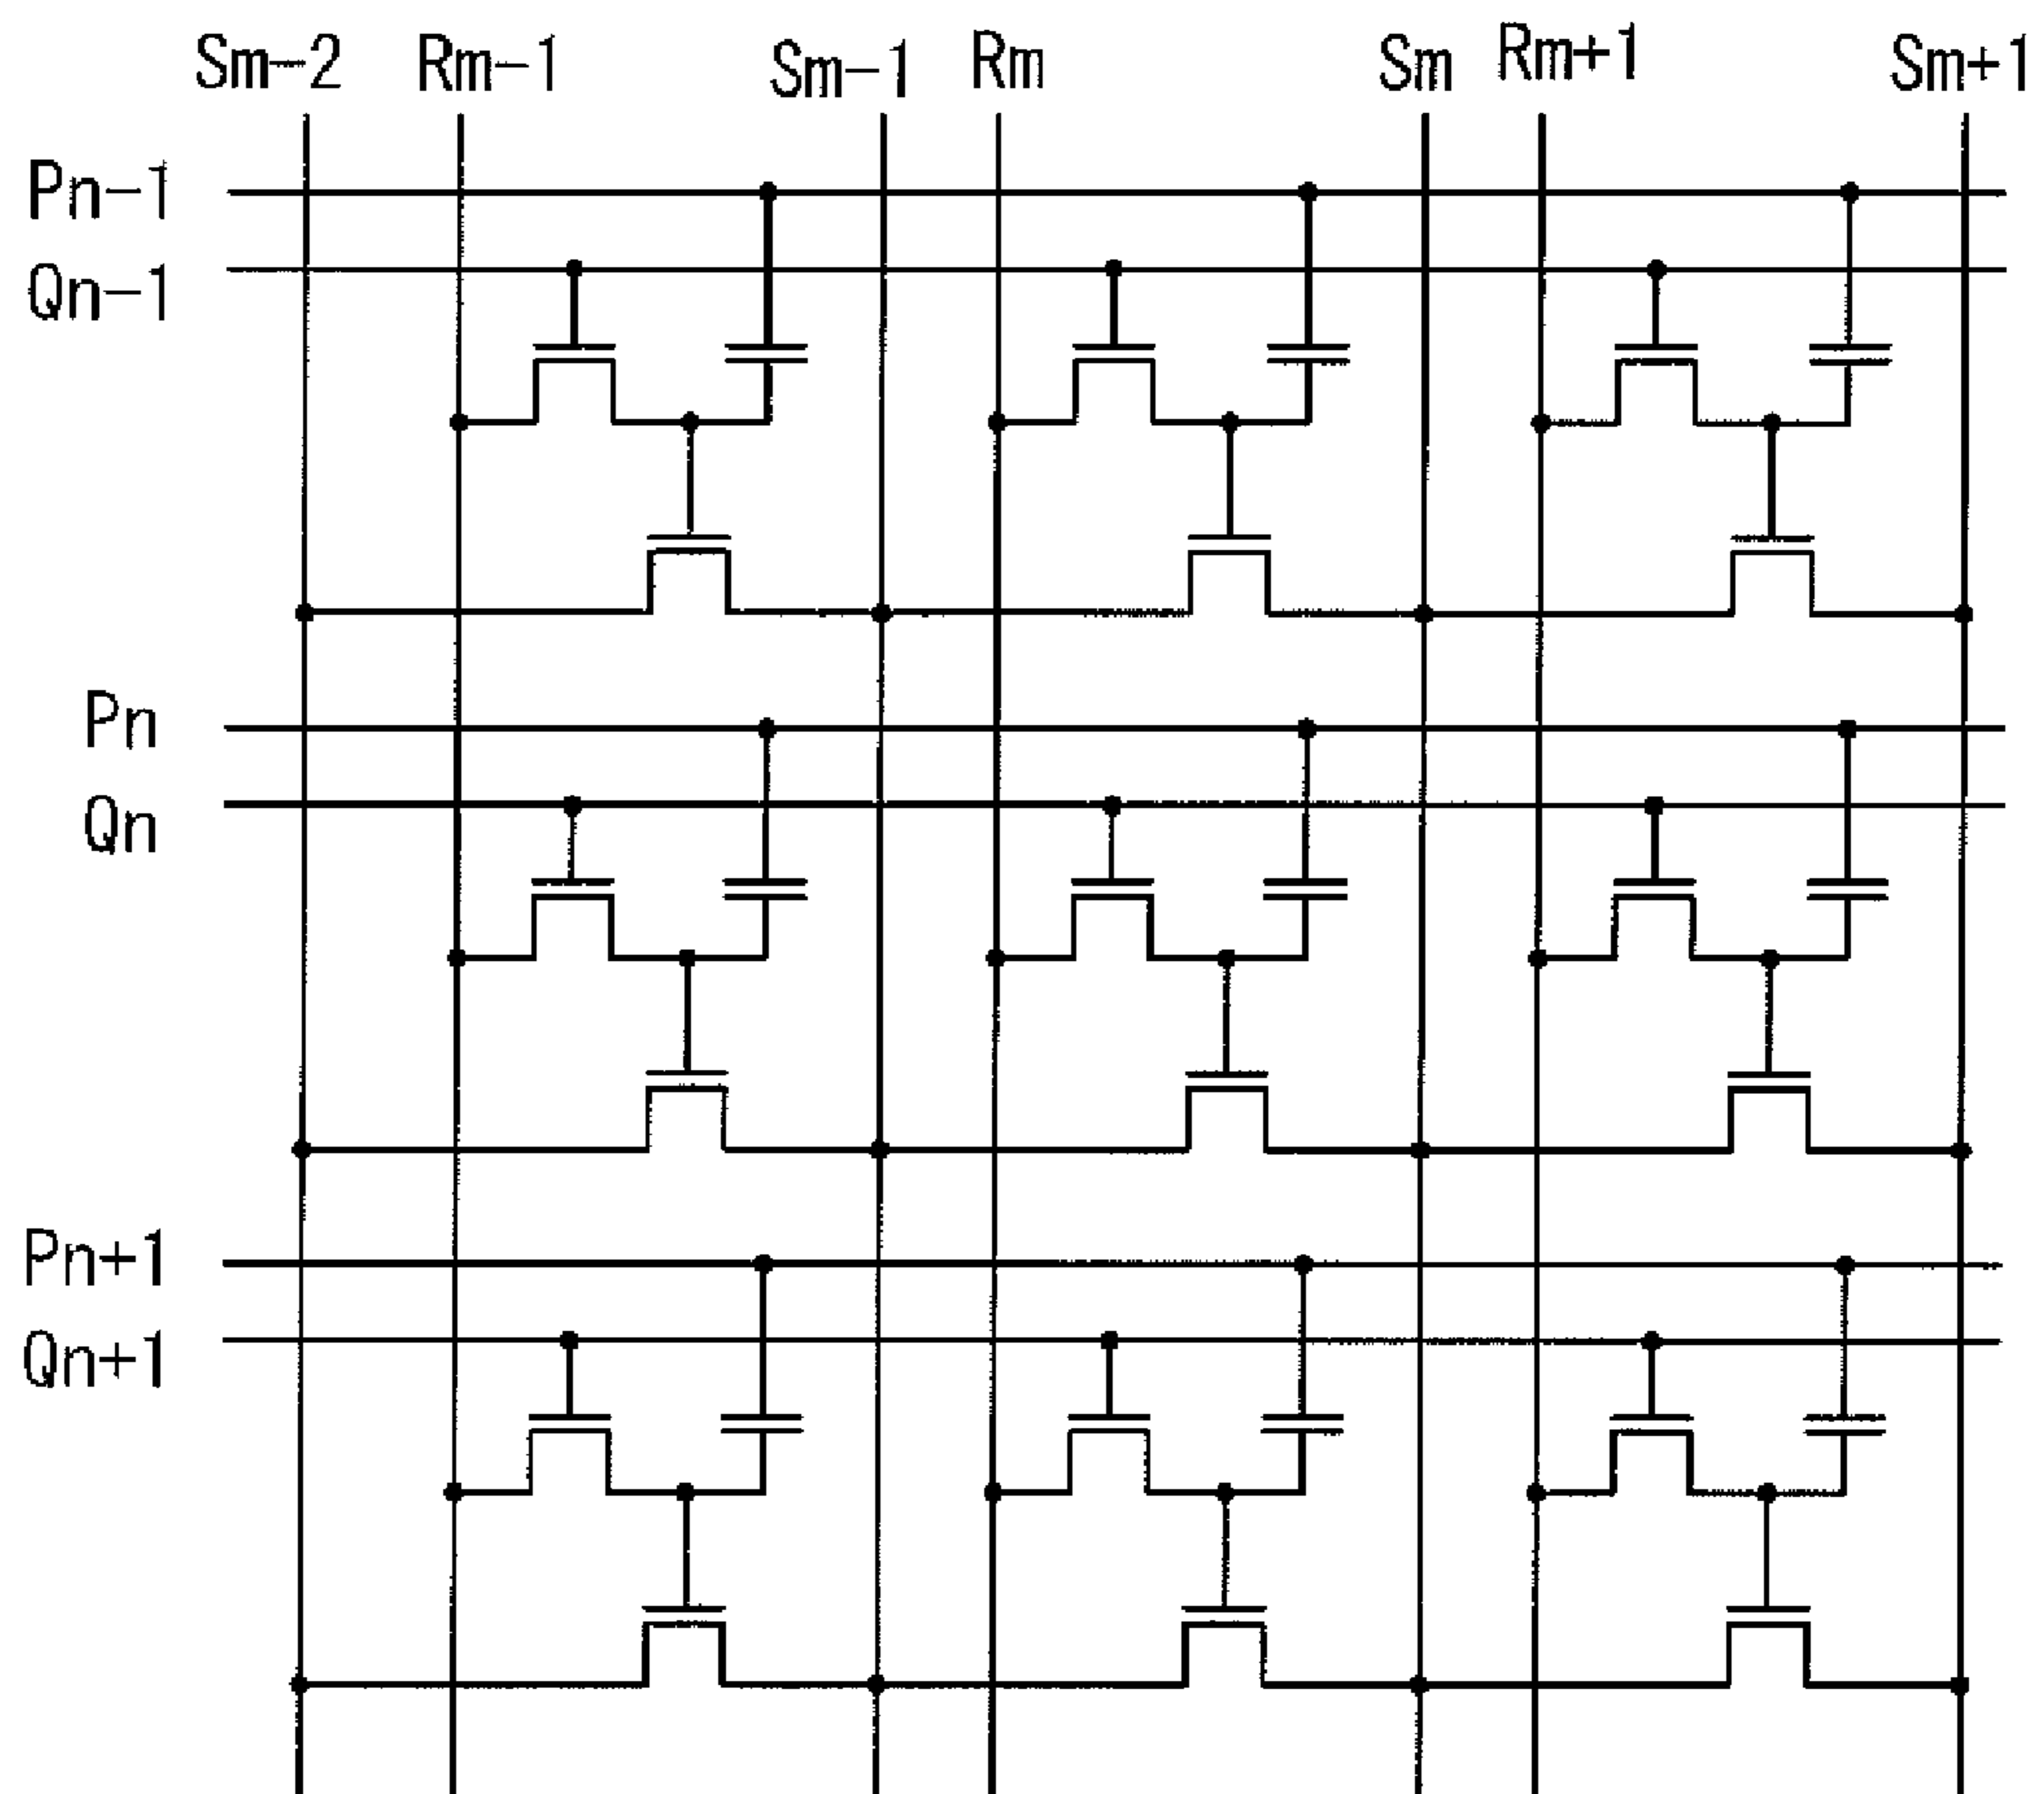 Sm-2 Rm-1 Sm-1 Rm Sm Rm+1 Sm+1
Pn-1
Qn-1
Pn
Qn
Pn+1
Qn+1